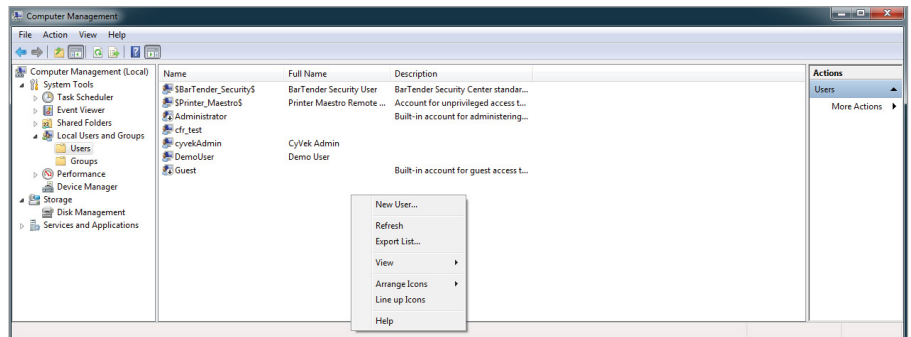 Computer Management
File Action View Help
Computer Management (Local)
System Tools
Task Scheduler
Event Viewer
Shared Folders
Local Users and Groups
Users
Groups
Performance
Device Manager
Storage
Disk Management
Services and Applications
Name Full Name Description
$BarTender_Security$ BarTender Security User BarTender Security Center standar...
$Printer_Maestro$ Printer Maestro Remote ... Account for unprivileged access t...
Administrator Built-in account for administering...
cfr_test
cyvekAdmin CyVek Admin
DemoUser Demo User
Guest Built-in account for guest access t...
New User...
Refresh
Export List...
View
Arrange Icons
Line up Icons
Help
Actions
Users
More Actions